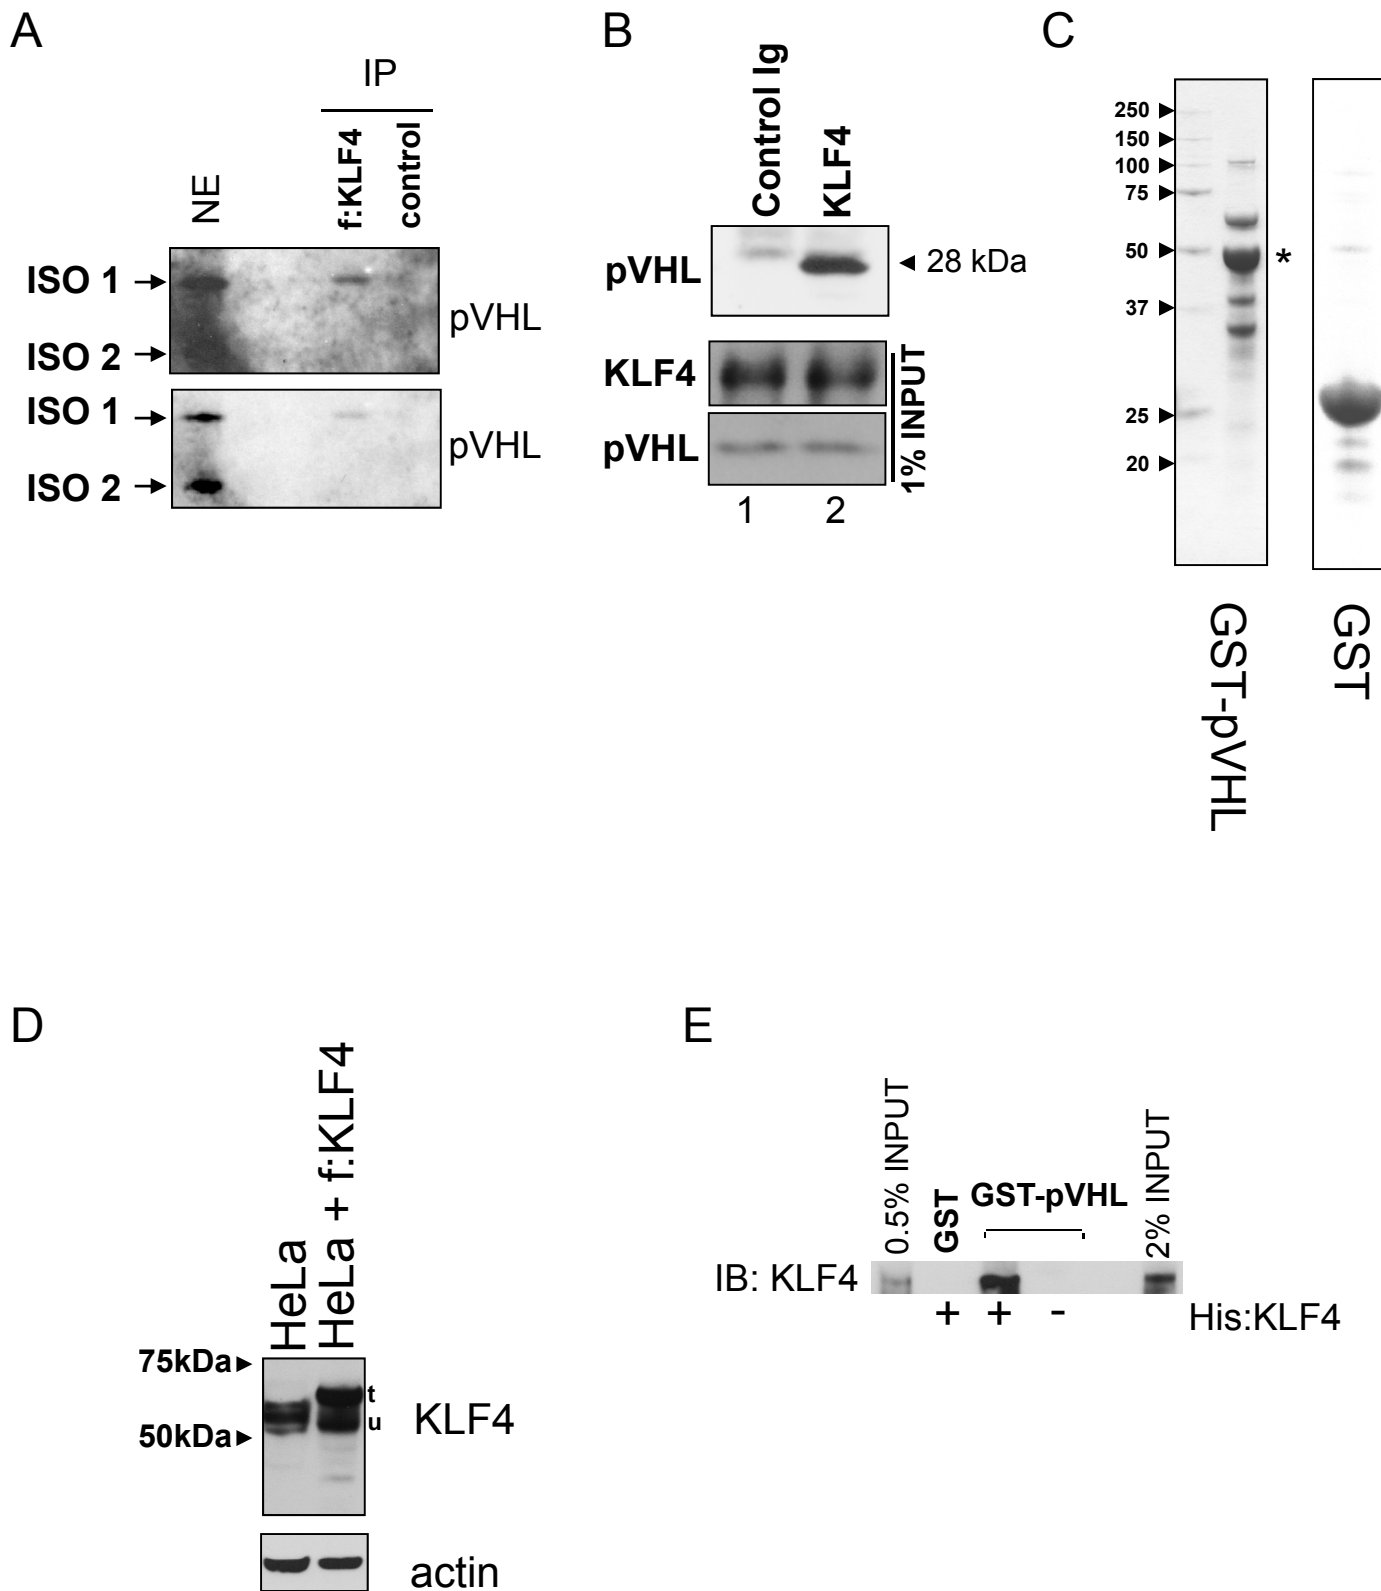 A
IP
NE
f:KLF4
control
ISO 1
ISO 2
pVHL
ISO 1
ISO 2
pVHL
B
Control Ig
KLF4
pVHL
28 kDa
KLF4
pVHL
1% INPUT
1 2
C
250
150
100
75
50
37
25
20
*
GST-pVHL
GST
D
HeLa
HeLa + f:KLF4
75kDa
50kDa
t
u
KLF4
actin
E
0.5% INPUT
GST
GST-pVHL
2% INPUT
IB: KLF4
+ + -
His:KLF4